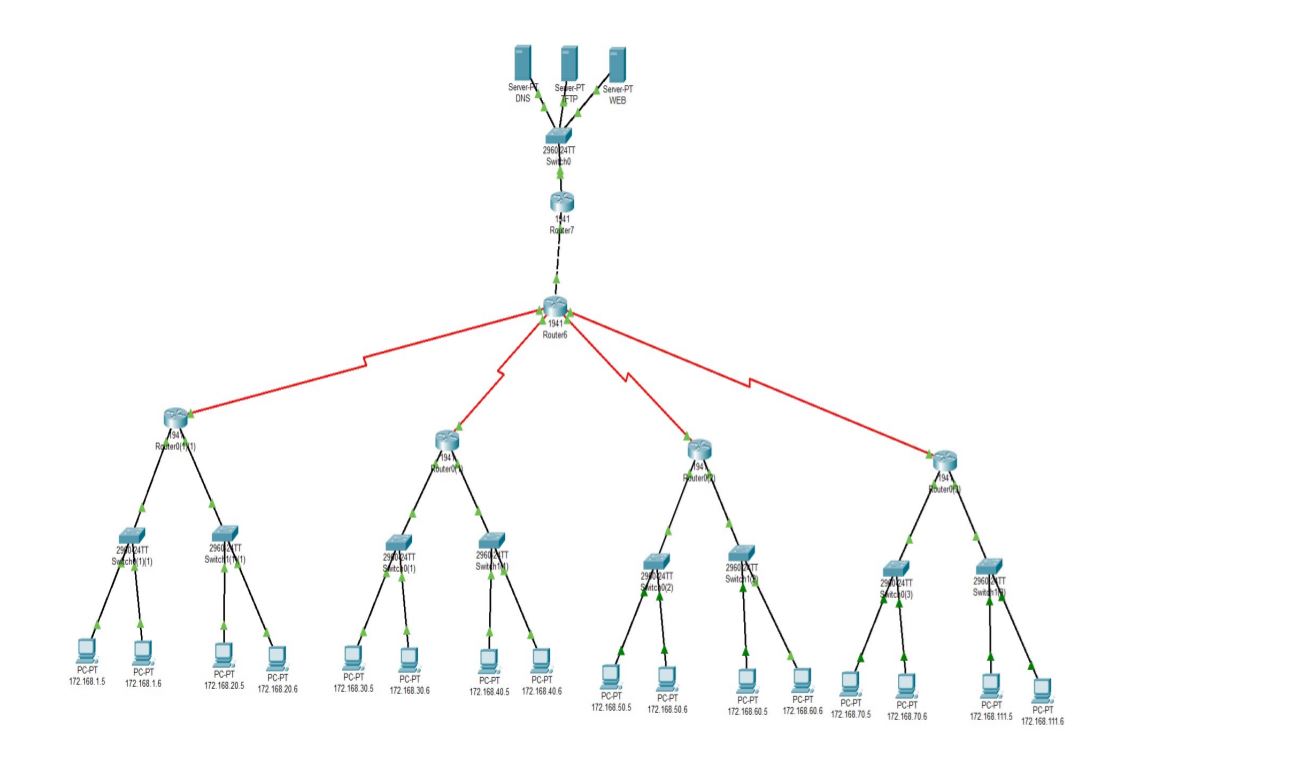 Server-PT
DNS
Server-PT
TFTP
Server-PT
WEB
2960-24TT
Switch0
1941
Router7
1941
Router6
1941
Router0(1)(1)
1941
Router0(1)
1941
Router0(2)
1941
Router0(3)
2960-24TT
Switch0(1)(1)
2960-24TT
Switch1(1)(1)
2960-24TT
Switch0(1)
2960-24TT
Switch1(1)
2960-24TT
Switch0(2)
2960-24TT
Switch1(2)
2960-24TT
Switch0(3)
2960-24TT
Switch1(3)
PC-PT
172.168.1.5
PC-PT
172.168.1.6
PC-PT
172.168.20.5
PC-PT
172.168.20.6
PC-PT
172.168.30.5
PC-PT
172.168.30.6
PC-PT
172.168.40.5
PC-PT
172.168.40.6
PC-PT
172.168.50.5
PC-PT
172.168.50.6
PC-PT
172.168.60.5
PC-PT
172.168.60.6
PC-PT
172.168.70.5
PC-PT
172.168.70.6
PC-PT
172.168.111.5
PC-PT
172.168.111.6